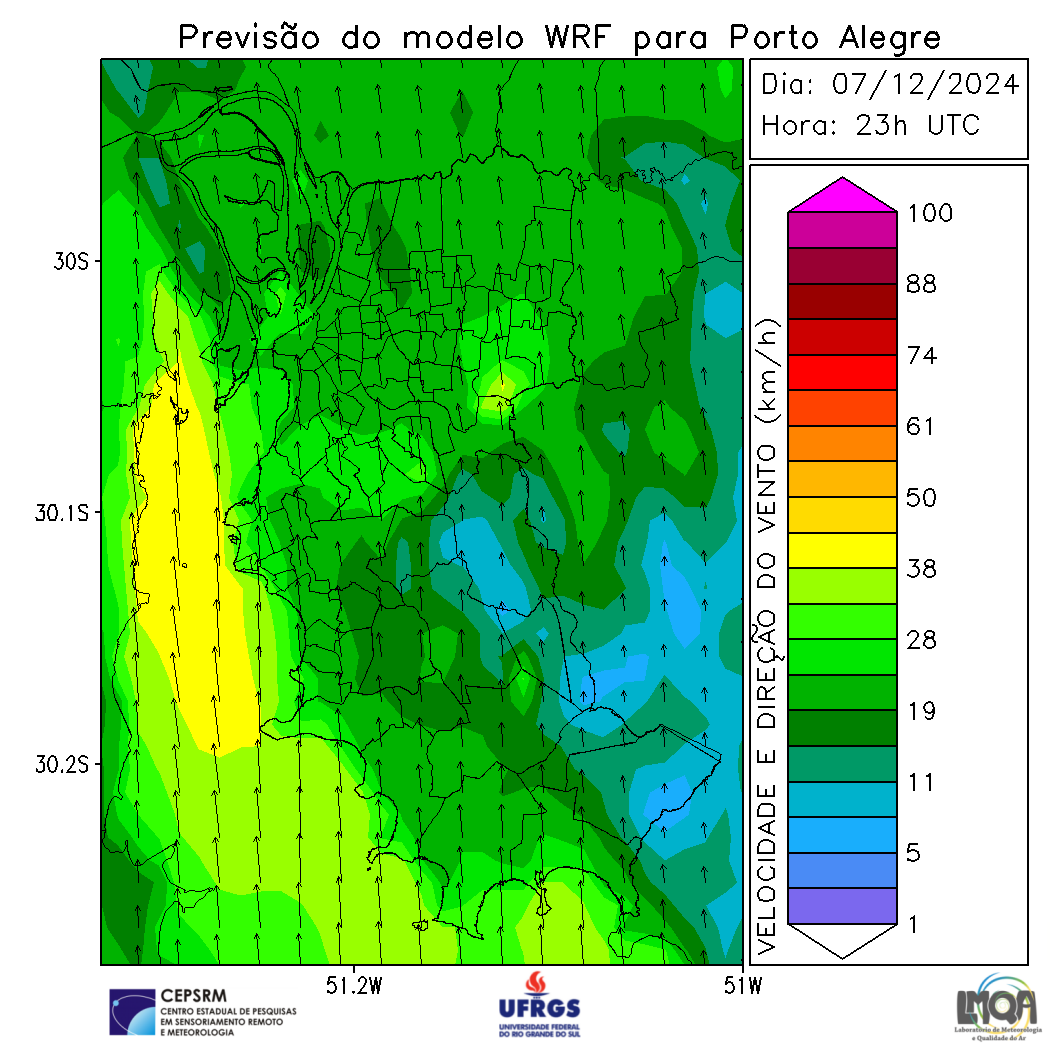 Previsão do modelo WRF para Porto Alegre
Dia: 07/12/2024
Hora: 23h UTC
30S
30.1S
30.2S
51.2W
51W
VELOCIDADE E DIREÇÃO DO VENTO (km/h)
100
88
74
61
50
38
28
19
11
5
1
CEPSRM
CENTRO ESTADUAL DE PESQUISAS
EM SENSORIAMENTO REMOTO
E METEOROLOGIA
UFRGS
UNIVERSIDADE FEDERAL
DO RIO GRANDE DO SUL
LMQA
Laboratório de Meteorologia
e Qualidade do Ar